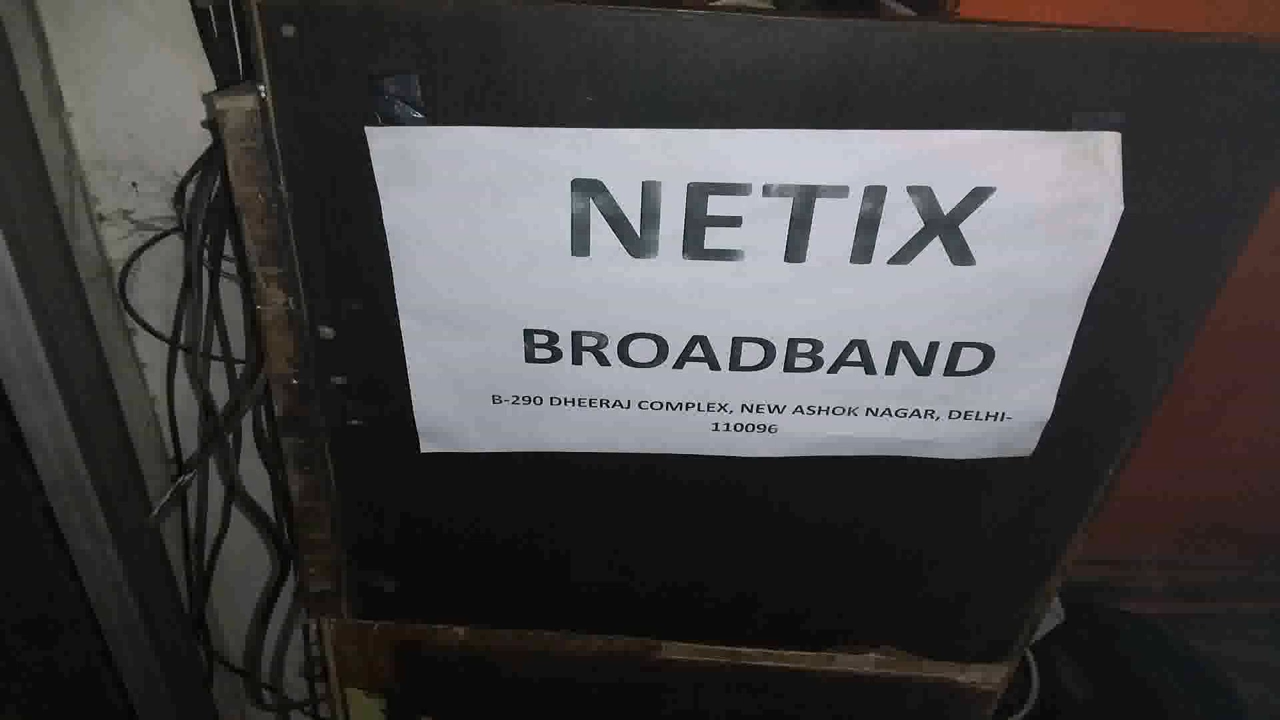 NETIX
BROADBAND
B-290 DHEERAJ COMPLEX, NEW ASHOK NAGAR, DELHI-
110096